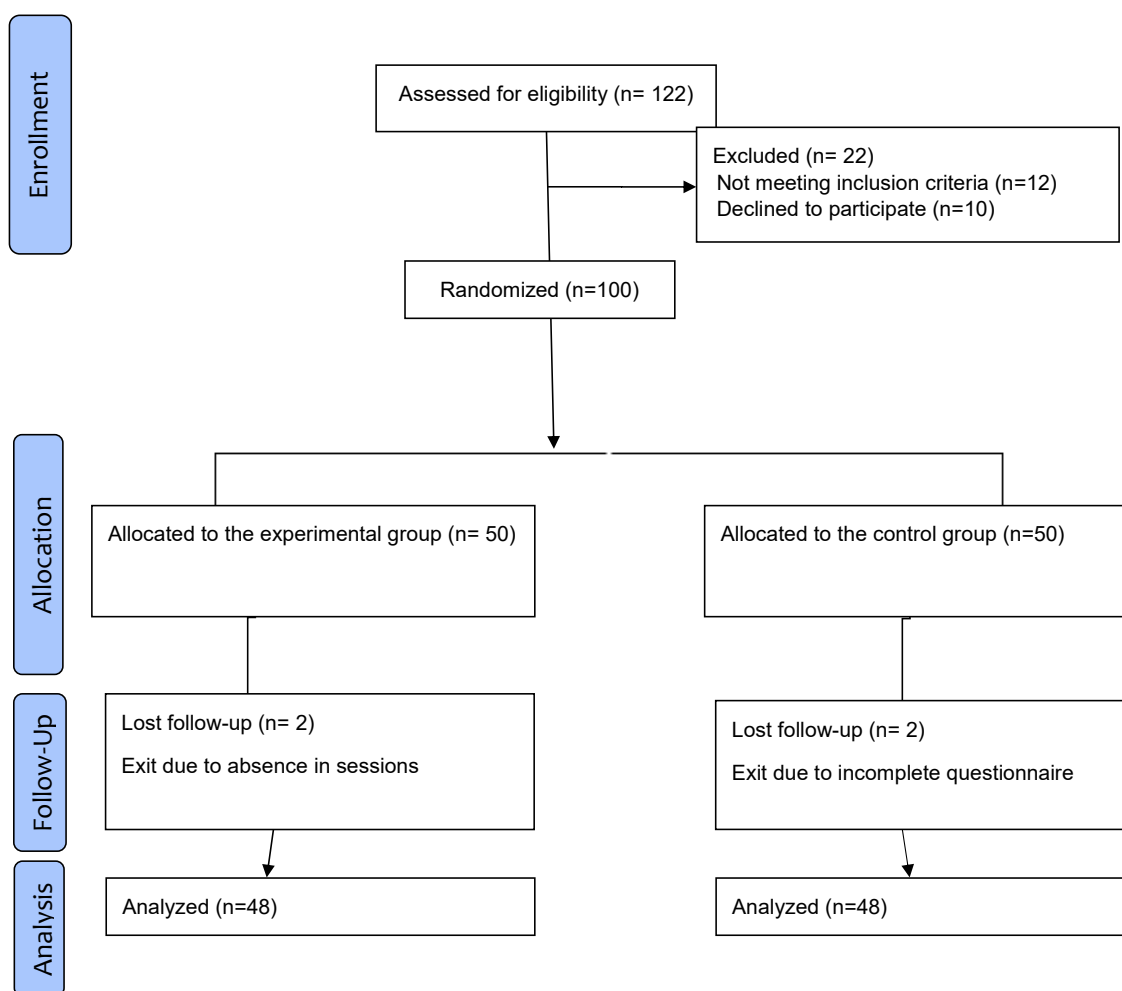 Enrollment
Assessed for eligibility (n= 122)
Excluded (n= 22)
Not meeting inclusion criteria (n=12)
Declined to participate (n=10)
Randomized (n=100)
Allocation
Allocated to the experimental group (n= 50)
Allocated to the control group (n=50)
Follow-Up
Lost follow-up (n= 2)
Exit due to absence in sessions
Lost follow-up (n= 2)
Exit due to incomplete questionnaire
Analysis
Analyzed (n=48)
Analyzed (n=48)